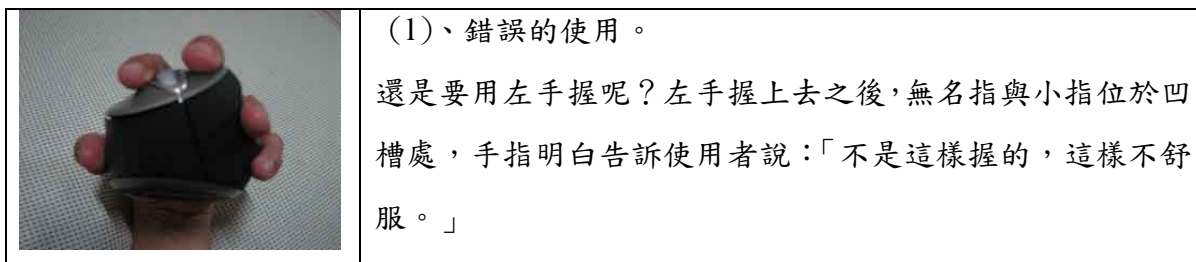 (1)、錯誤的使用。
還是要用左手握呢？左手握上去之後，無名指與小指位於凹
槽處，手指明白告訴使用者說：「不是這樣握的，這樣不舒
服。」